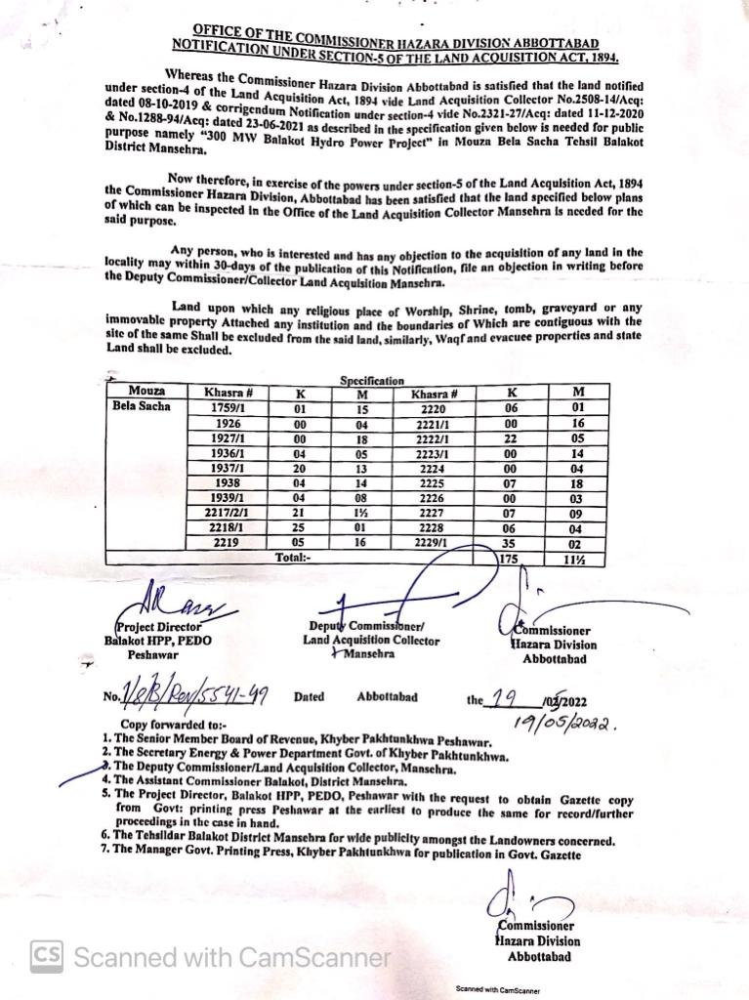 OFFICE OF THE COMMISSIONER HAZARA DIVISION ABBOTTABAD
NOTIFICATION UNDER SECTION-5 OF THE LAND ACQUISITION ACT, 1894.
Whereas the Commissioner Hazara Division Abbottabad is satisfied that the land notified
under section-4 of the Land Acquisition Act, 1894 vide Land Acquisition Collector No.2508-14/Acq:
dated 08-10-2019 & corrigendum Notification under section-4 vide No.2321-27/Acq: dated 11-12-2020
& No.1288-94/Acq: dated 23-06-2021 as described in the specification given below is needed for public
purpose namely "300 MW Balakot Hydro Power Project" in Mouza Bela Sacha Tehsil Balakot
District Mansehra.
Now therefore, in exercise of the powers under section-5 of the Land Acquisition Act, 1894
the Commissioner Hazara Division, Abbottabad has been satisfied that the land specified below plans
of which can be inspected in the Office of the Land Acquisition Collector Mansehra is needed for the
said purpose.
Any person, who is interested and has any objection to the acquisition of any land in the
locality may within 30-days of the publication of this Notification, file an objection in writing before
the Deputy Commissioner/Collector Land Acquisition Mansehra.
Land upon which any religious place of Worship, Shrine, tomb, graveyard or any
immovable property Attached any institution and the boundaries of Which are contiguous with the
site of the same Shall be excluded from the said land, similarly, Waqf and evacuee properties and state
Land shall be excluded.
Specification
Mouza Khasra # K M Khasra # K M
Bela Sacha 1759/1 01 15 2220 06 01
1926 00 04 2221/1 00 16
1927/1 00 18 2222/1 22 05
1936/1 04 05 2223/1 00 14
1937/1 20 13 2224 00 04
1938 04 14 2225 07 18
1939/1 04 08 2226 00 03
2217/2/1 21 1½ 2227 07 09
2218/1 25 01 2228 06 04
2219 05 16 2229/1 35 02
Total:- 175 11½
Project Director Deputy Commissioner/ Commissioner
Balakot HPP, PEDO Land Acquisition Collector Hazara Division
Peshawar Mansehra Abbottabad
No.1/8/B/Rev/5541-49 Dated Abbottabad the 19 /05/2022
19/05/2022.
Copy forwarded to:-
1. The Senior Member Board of Revenue, Khyber Pakhtunkhwa Peshawar.
2. The Secretary Energy & Power Department Govt. of Khyber Pakhtunkhwa.
3. The Deputy Commissioner/Land Acquisition Collector, Mansehra.
4. The Assistant Commissioner Balakot, District Mansehra.
5. The Project Director, Balakot HPP, PEDO, Peshawar with the request to obtain Gazette copy
from Govt: printing press Peshawar at the earliest to produce the same for record/further
proceedings in the case in hand.
6. The Tehsildar Balakot District Mansehra for wide publicity amongst the Landowners concerned.
7. The Manager Govt. Printing Press, Khyber Pakhtunkhwa for publication in Govt. Gazette
Commissioner
Hazara Division
Abbottabad
CS Scanned with CamScanner
Scanned with CamScanner